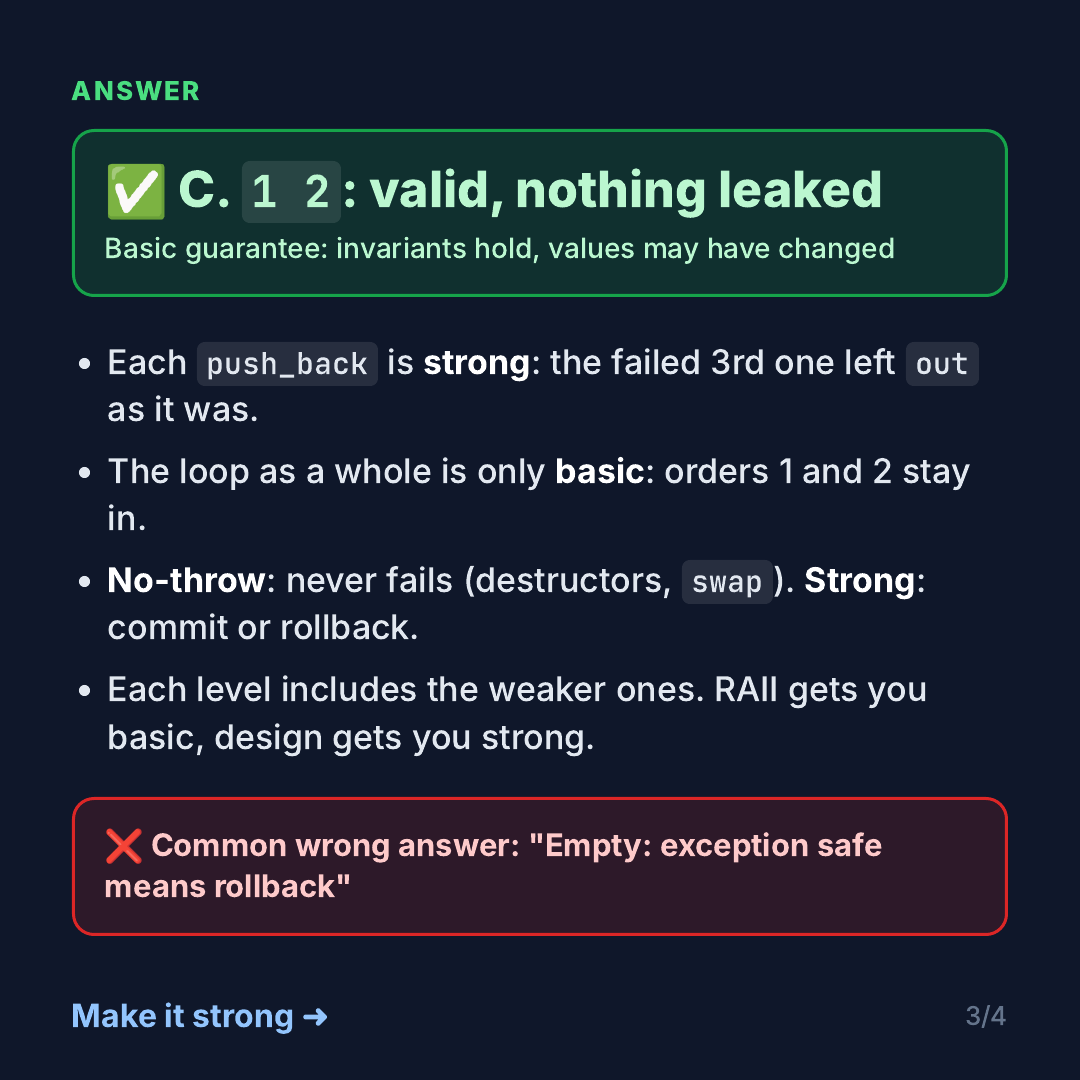 ANSWER
✅ C. 1 2: valid, nothing leaked
Basic guarantee: invariants hold, values may have changed
• Each push_back is strong: the failed 3rd one left out
as it was.
• The loop as a whole is only basic: orders 1 and 2 stay
in.
• No-throw: never fails (destructors, swap). Strong:
commit or rollback.
• Each level includes the weaker ones. RAII gets you
basic, design gets you strong.
❌ Common wrong answer: "Empty: exception safe
means rollback"
Make it strong ➜
3/4